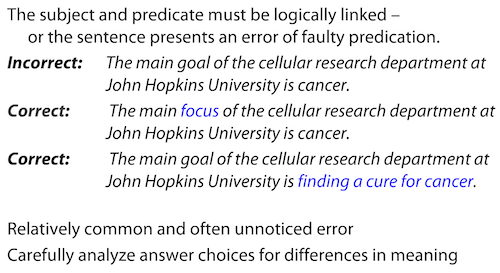 The subject and predicate must be logically linked –
or the sentence presents an error of faulty predication.
Incorrect: The main goal of the cellular research department at
John Hopkins University is cancer.
Correct: The main focus of the cellular research department at
John Hopkins University is cancer.
Correct: The main goal of the cellular research department at
John Hopkins University is finding a cure for cancer.
Relatively common and often unnoticed error
Carefully analyze answer choices for differences in meaning